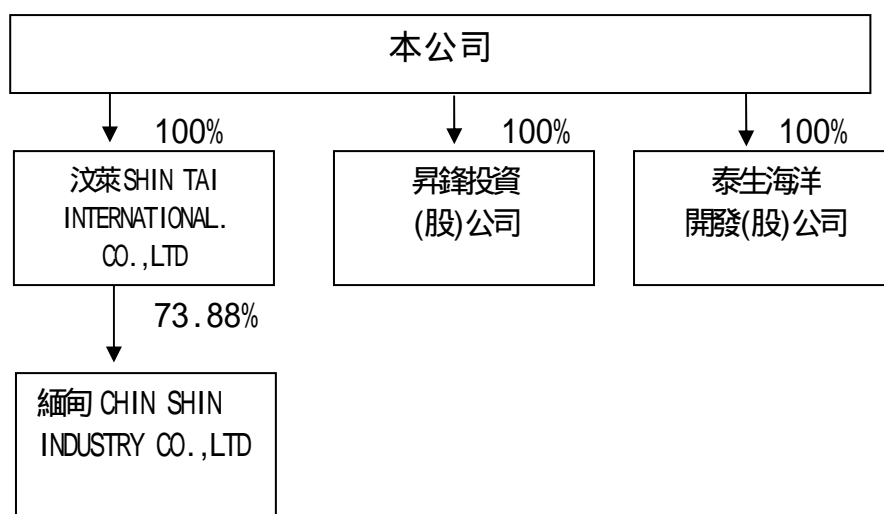 本公司
100%
100%
100%
汶萊SHIN TAI
INTERNATIONAL.
CO.,LTD
昇鋒投資
(股)公司
泰生海洋
開發(股)公司
73.88%
緬甸 CHIN SHIN
INDUSTRY CO.,LTD